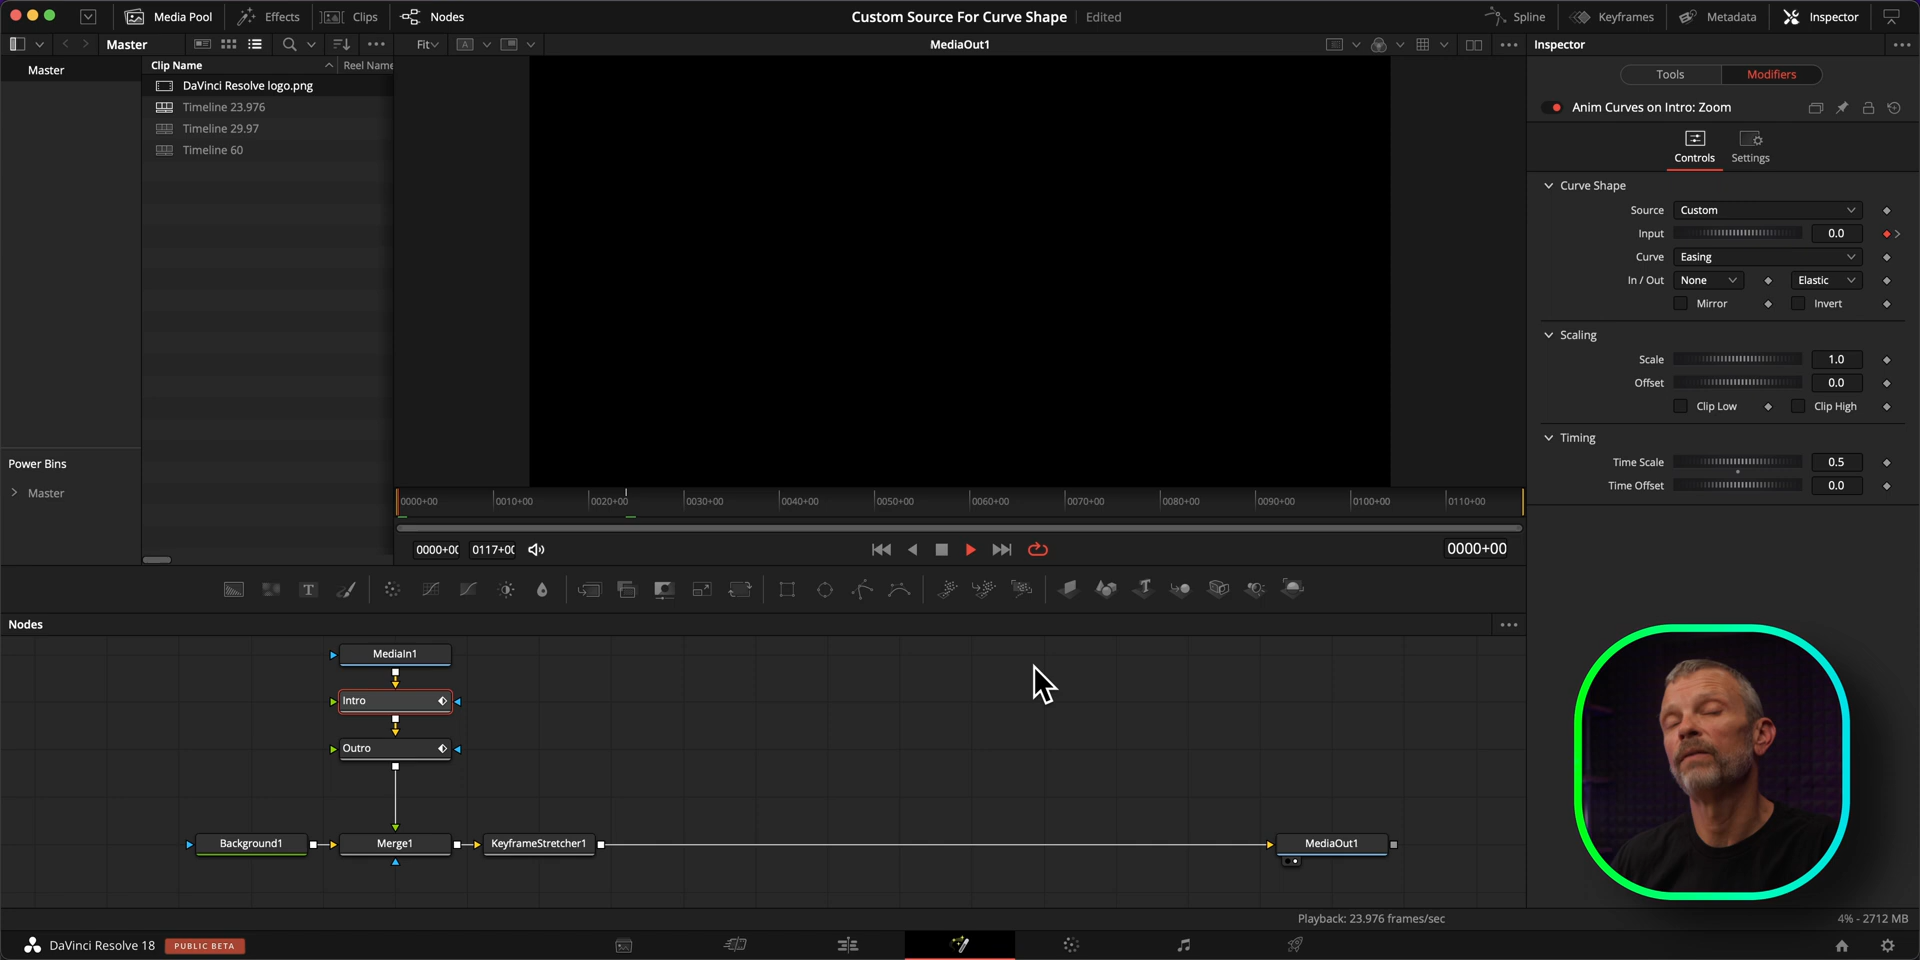 Media Pool
Effects
Clips
Nodes
Custom Source For Curve Shape
Edited
Spline
Keyframes
Metadata
Inspector
Master
Fit
MediaOut1
Inspector
Master
Clip Name
Reel Name
DaVinci Resolve logo.png
Timeline 23.976
Timeline 29.97
Timeline 60
Power Bins
Master
Tools
Modifiers
Anim Curves on Intro: Zoom
Controls
Settings
Curve Shape
Source
Custom
Input
0.0
Curve
Easing
In / Out
None
Elastic
Mirror
Invert
Scaling
Scale
1.0
Offset
0.0
Clip Low
Clip High
Timing
Time Scale
0.5
Time Offset
0.0
0000+00
0010+00
0020+00
0030+00
0040+00
0050+00
0060+00
0070+00
0080+00
0090+00
0100+00
0110+00
0000+0
0117+0
0000+00
Nodes
MediaIn1
Intro
Outro
Background1
Merge1
KeyframeStretcher1
MediaOut1
Playback: 23.976 frames/sec
4% - 2712 MB
DaVinci Resolve 18
PUBLIC BETA